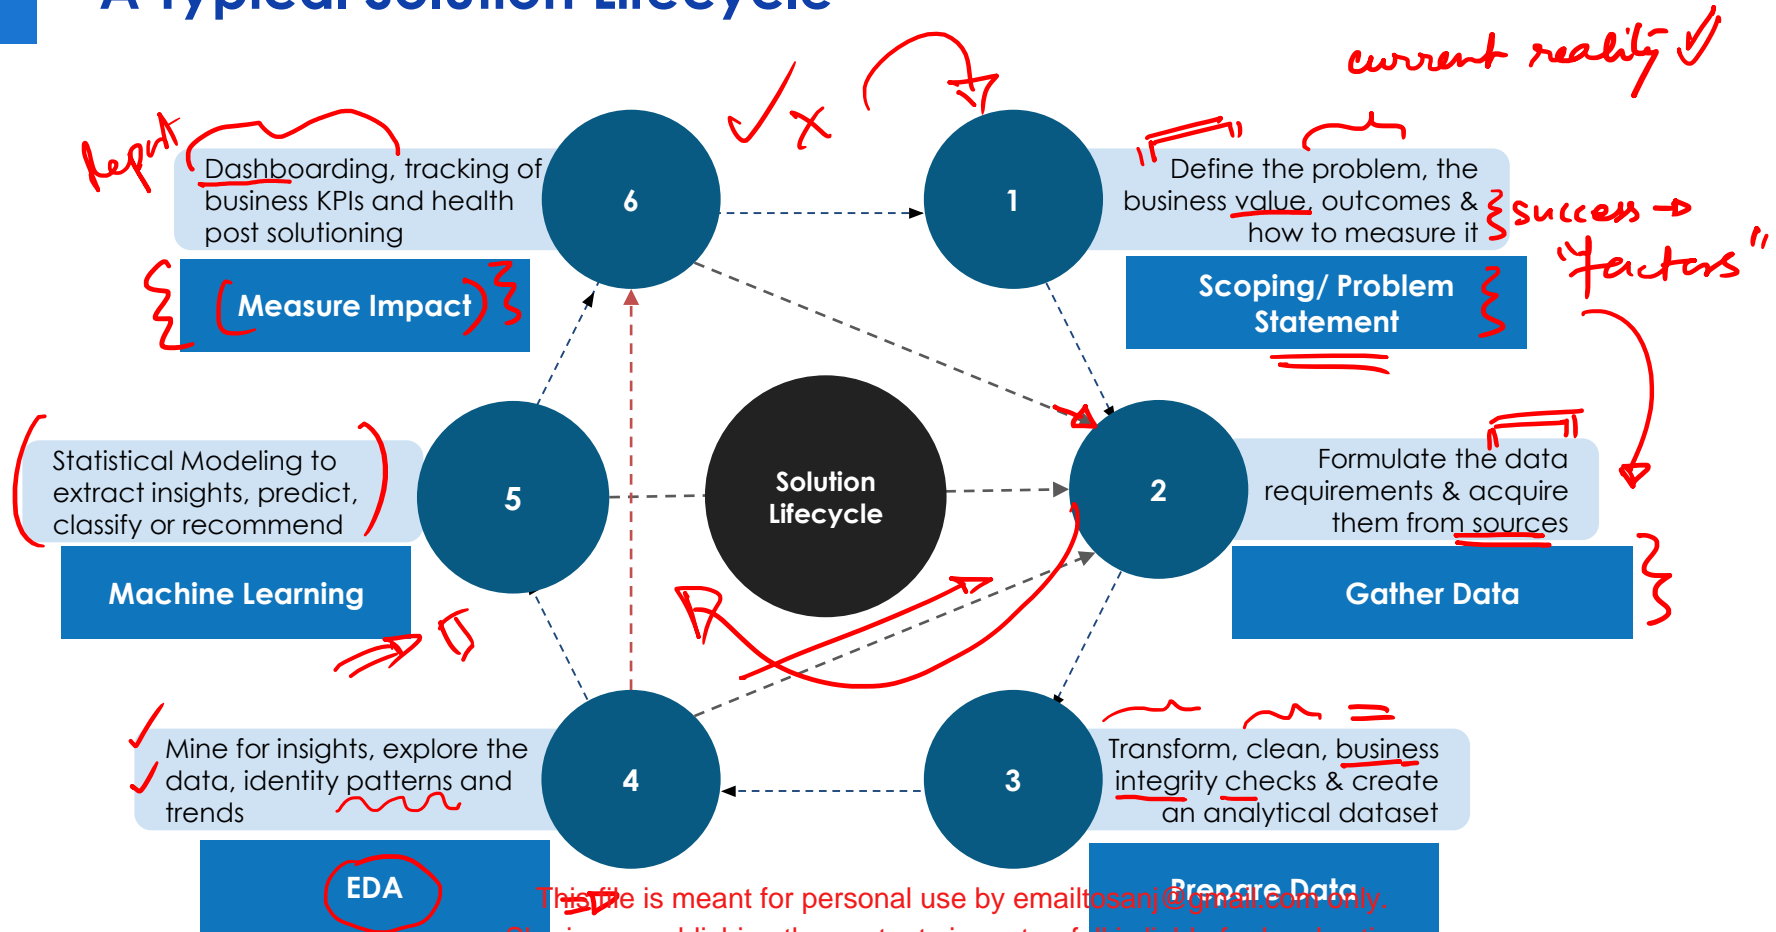 A Typical Solution Lifecycle
current reality
Report
6
Dashboarding, tracking of
business KPIs and health
post solutioning
Measure Impact
1
Define the problem, the
business value, outcomes &
how to measure it
success
"factors"
Scoping/ Problem
Statement
Statistical Modeling to
extract insights, predict,
classify or recommend
Machine Learning
5
Solution
Lifecycle
2
Formulate the data
requirements & acquire
them from sources
Gather Data
Mine for insights, explore the
data, identity patterns and
trends
EDA
4
3
Transform, clean, business
integrity checks & create
an analytical dataset
Prepare Data
This file is meant for personal use by emailtosanj@gmail.com only.